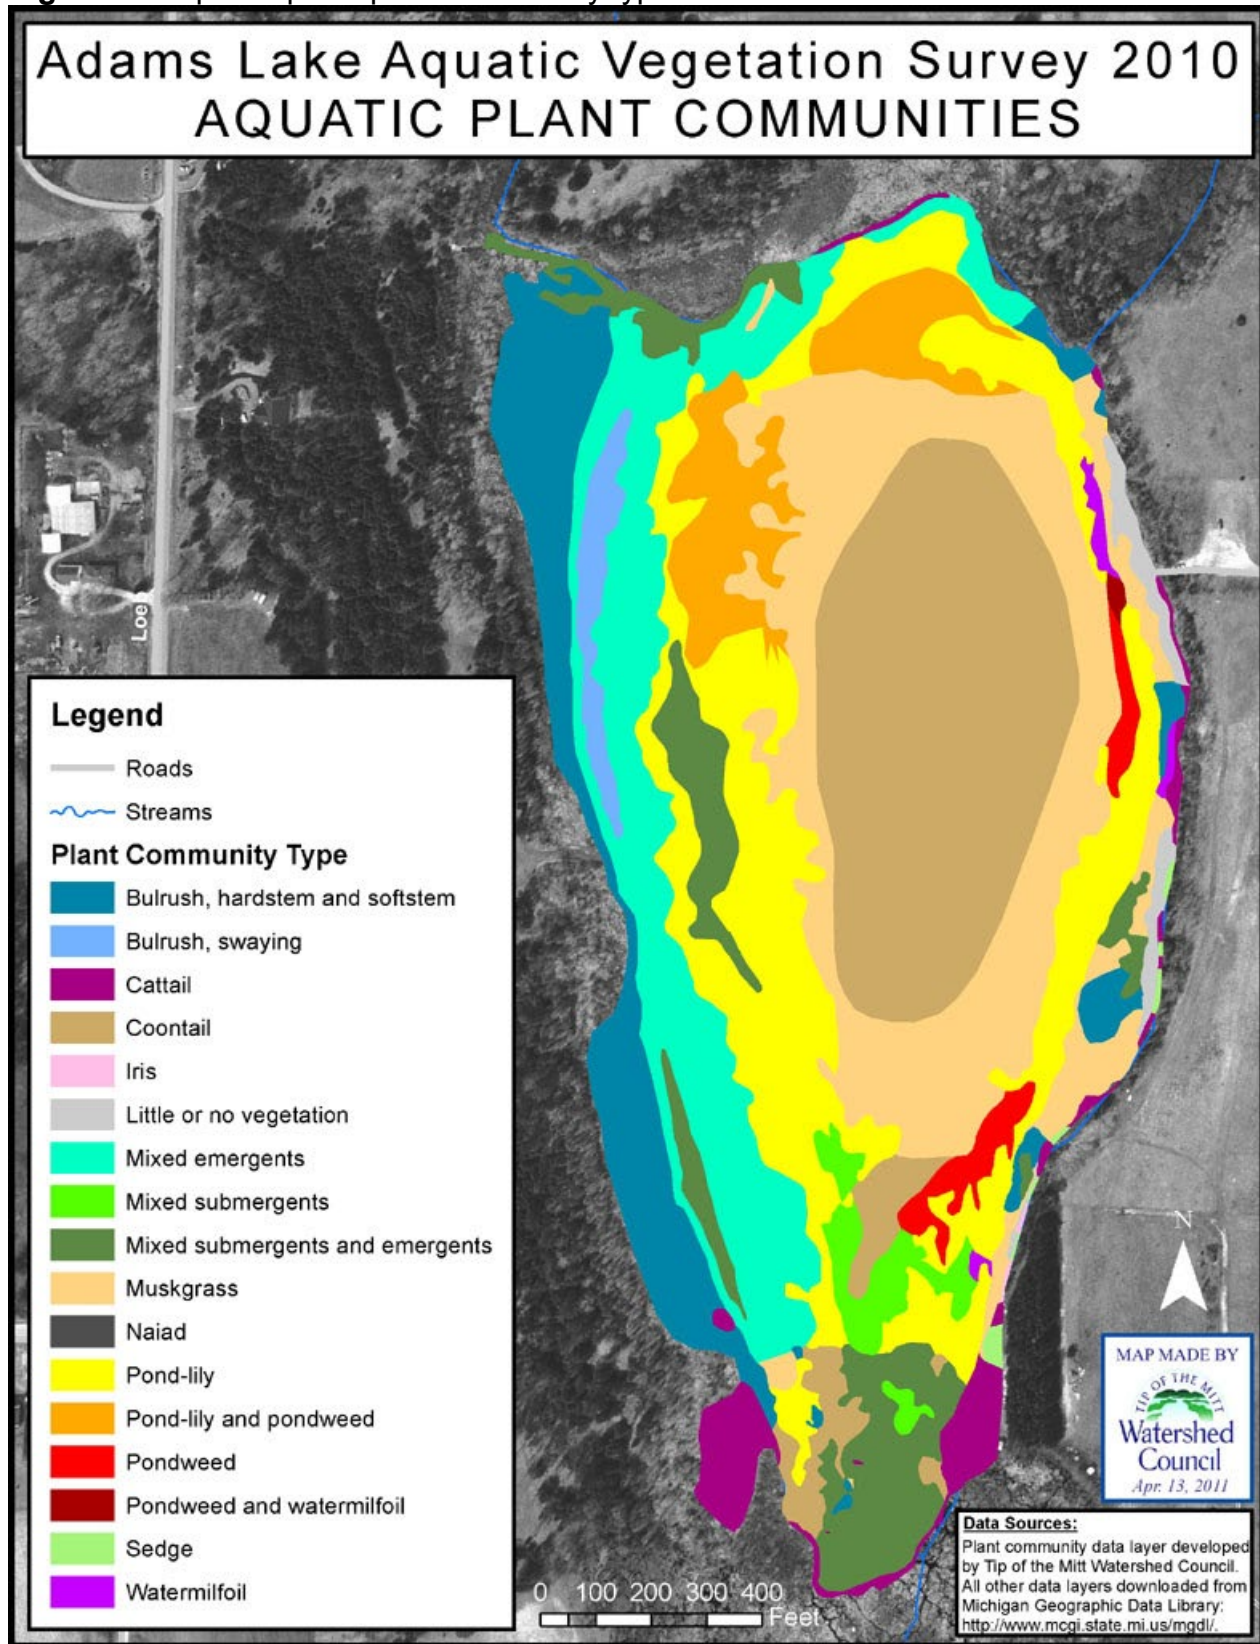 Adams Lake Aquatic Vegetation Survey 2010
AQUATIC PLANT COMMUNITIES
Loe
Legend
Roads
Streams
Plant Community Type
Bulrush, hardstem and softstem
Bulrush, swaying
Cattail
Coontail
Iris
Little or no vegetation
Mixed emergents
Mixed submergents
Mixed submergents and emergents
Muskgrass
Naiad
Pond-lily
Pond-lily and pondweed
Pondweed
Pondweed and watermilfoil
Sedge
Watermilfoil
N
MAP MADE BY
TIP OF THE MITT
Watershed
Council
Apr. 13, 2011
0 100 200 300 400
Feet
Data Sources:
Plant community data layer developed
by Tip of the Mitt Watershed Council.
All other data layers downloaded from
Michigan Geographic Data Library:
http://www.mcgi.state.mi.us/mgdl/.